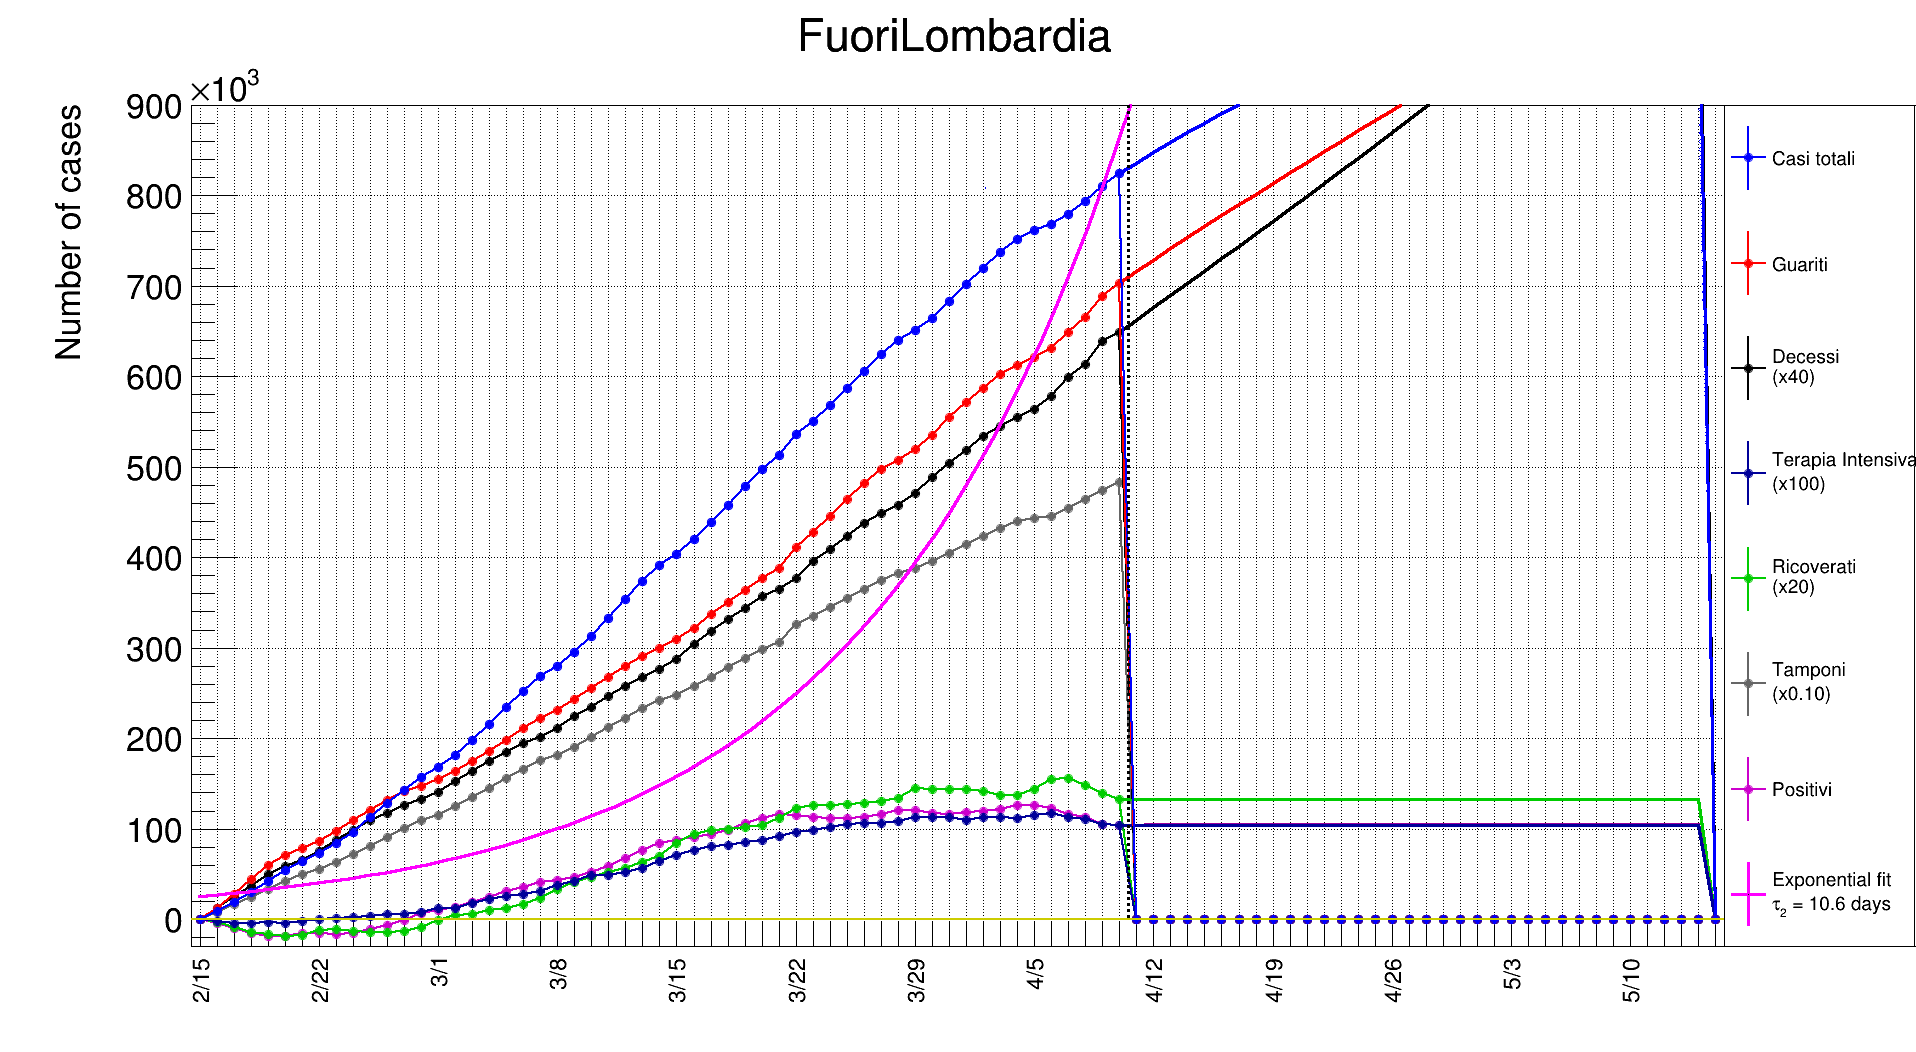 FuoriLombardia
×10³
Number of cases
900
800
700
600
500
400
300
200
100
0
2/15
2/22
3/1
3/8
3/15
3/22
3/29
4/5
4/12
4/19
4/26
5/3
5/10
Casi totali
Guariti
Decessi
(x40)
Terapia Intensiva
(x100)
Ricoverati
(x20)
Tamponi
(x0.10)
Positivi
Exponential fit
τ₂ = 10.6 days